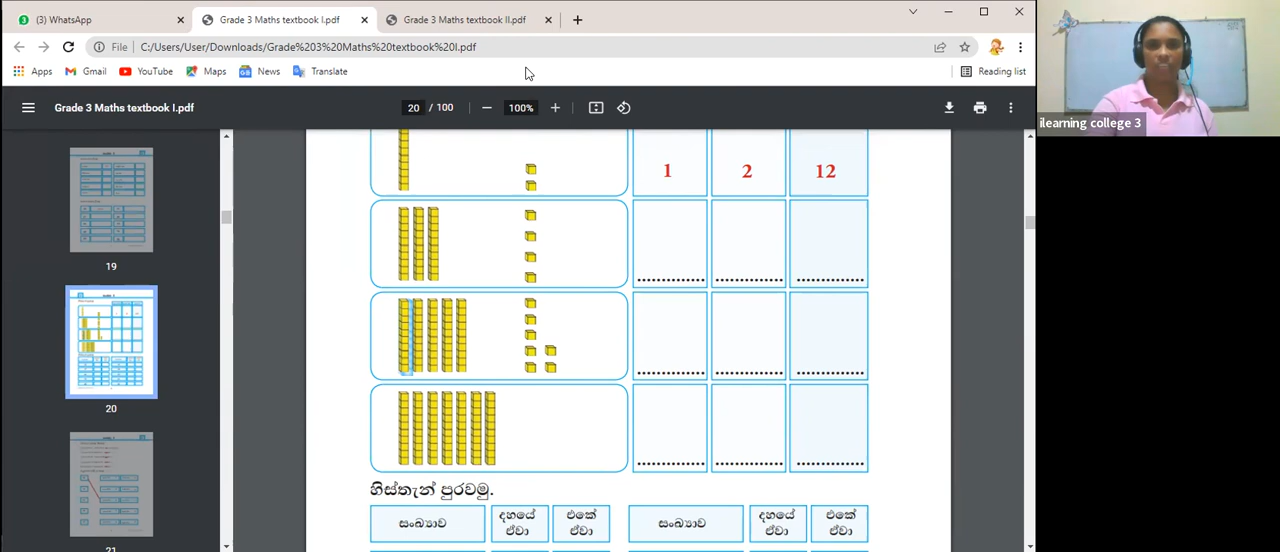 3 (3) WhatsApp
Grade 3 Maths textbook I.pdf
Grade 3 Maths textbook II.pdf
File C:/Users/User/Downloads/Grade%203%20Maths%20textbook%20I.pdf
Apps Gmail YouTube Maps News Translate Reading list
Grade 3 Maths textbook I.pdf 20 / 100 100%
ilearning college 3
19
20
21
1 2 12
හිස්තැන් පුරවමු.
සංඛ්‍යාව දහයේ ඒවා එකේ ඒවා සංඛ්‍යාව දහයේ ඒවා එකේ ඒවා